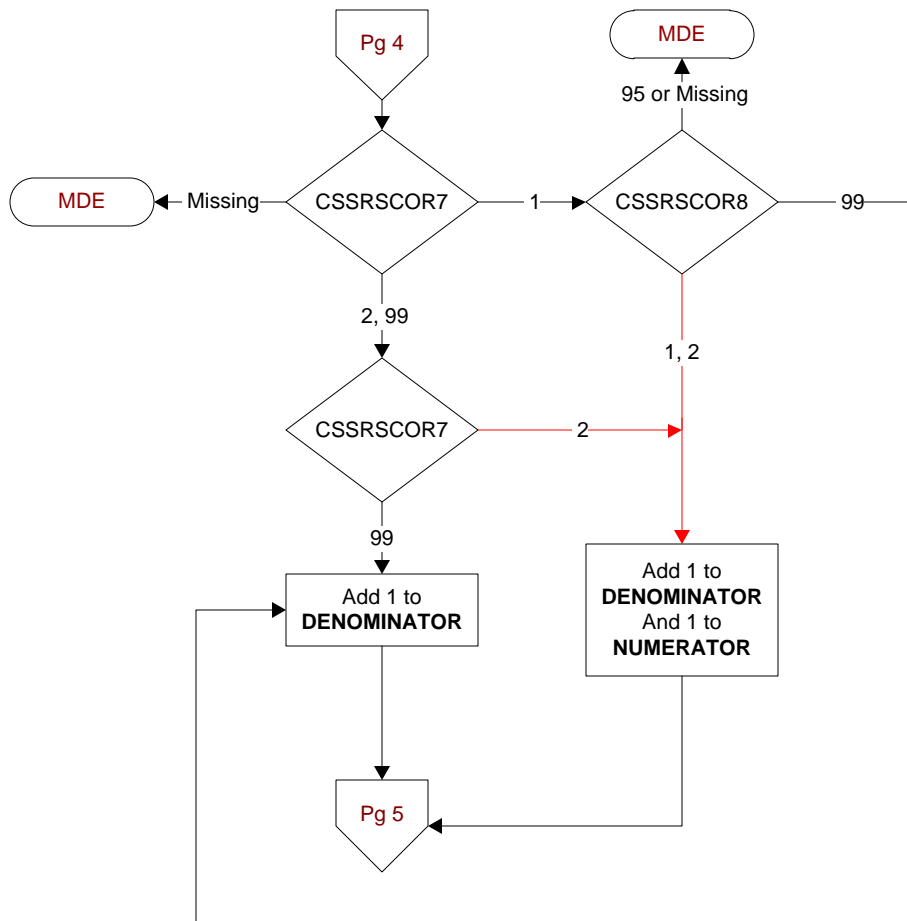 Pg 4
MDE
95 or Missing
MDE
Missing
CSSRSCOR7
1
CSSRSCOR8
99
2, 99
1, 2
CSSRSCOR7
2
99
Add 1 to
DENOMINATOR
Add 1 to
DENOMINATOR
And 1 to
NUMERATOR
Pg 5